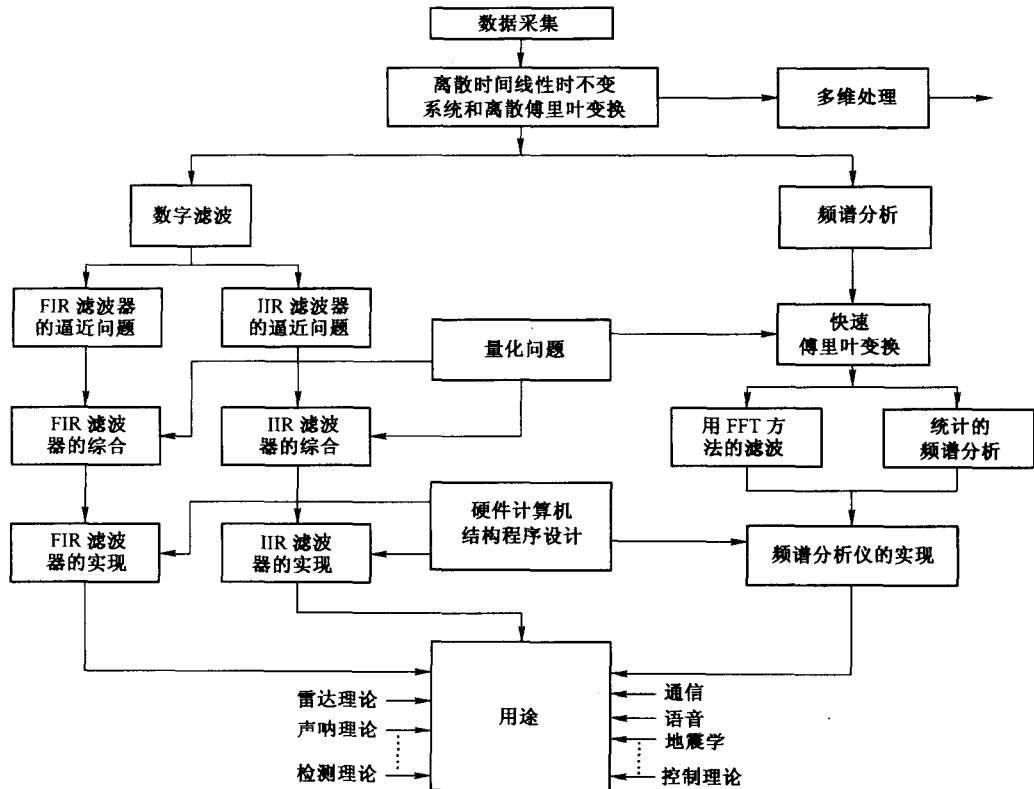 数据采集
离散时间线性时不变
系统和离散傅里叶变换
多维处理
数字滤波
频谱分析
FIR 滤波器
的逼近问题
IIR 滤波器
的逼近问题
量化问题
快速
傅里叶变换
FIR 滤波
器的综合
IIR 滤波
器的综合
用 FFT 方
法的滤波
统计的
频谱分析
硬件计算机
结构程序设计
FIR 滤波
器的实现
IIR 滤波
器的实现
频谱分析仪的实现
用途
雷达理论
声呐理论
检测理论
通信
语音
地震学
控制理论